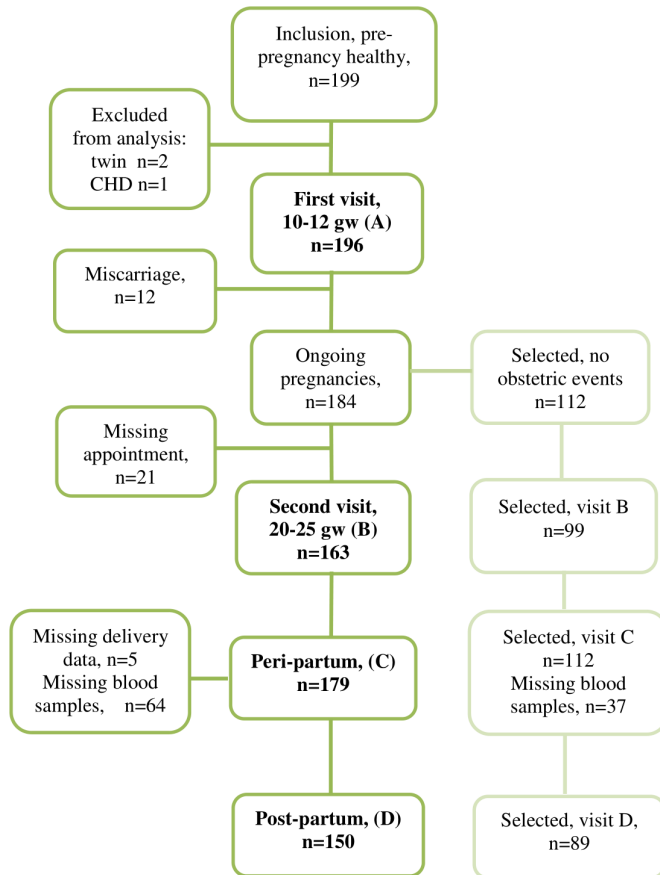 Inclusion, pre-
pregnancy healthy,
n=199
Excluded
from analysis:
twin n=2
CHD n=1
First visit,
10-12 gw (A)
n=196
Miscarriage,
n=12
Ongoing
pregnancies,
n=184
Selected, no
obstetric events
n=112
Missing
appointment,
n=21
Second visit,
20-25 gw (B)
n=163
Selected, visit B
n=99
Missing delivery
data, n=5
Missing blood
samples, n=64
Peri-partum, (C)
n=179
Selected, visit C
n=112
Missing blood
samples, n=37
Post-partum, (D)
n=150
Selected, visit D,
n=89